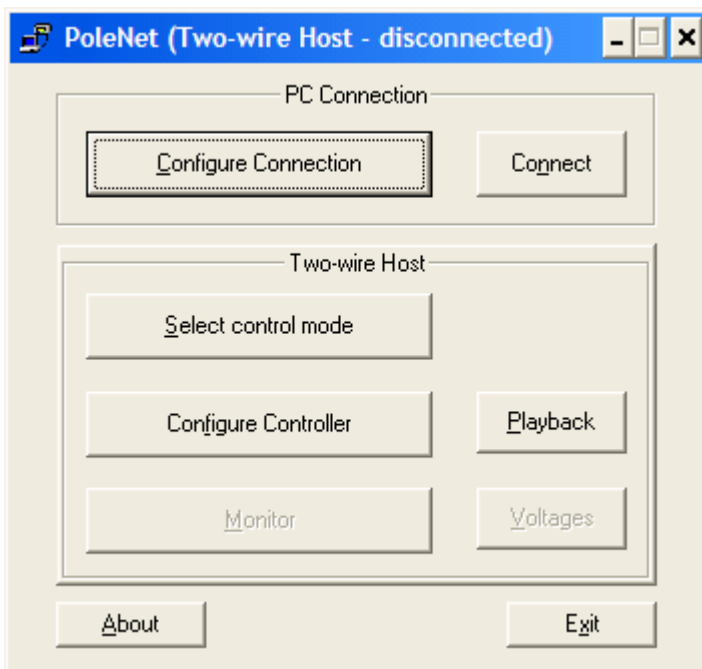 PoleNet (Two-wire Host - disconnected)
PC Connection
Configure Connection
Connect
Two-wire Host
Select control mode
Configure Controller
Playback
Monitor
Voltages
About
Exit